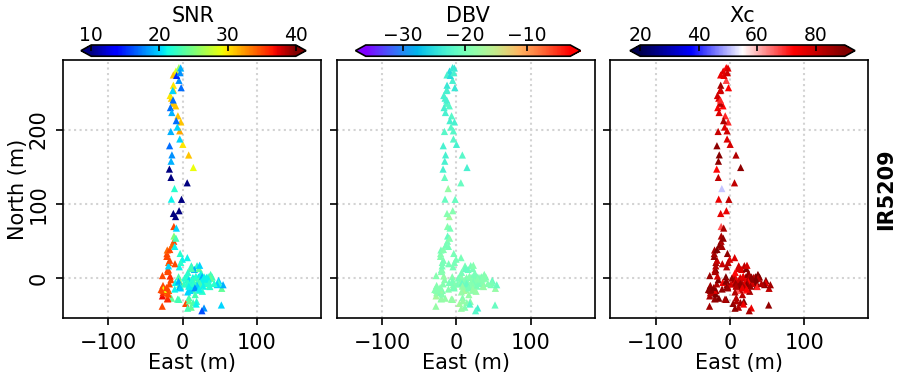 SNR DBV Xc
10 20 30 40 −30 −20 −10 20 40 60 80
200
100
0
North (m)
IR5209
−100 0 100 −100 0 100 −100 0 100
East (m) East (m) East (m)